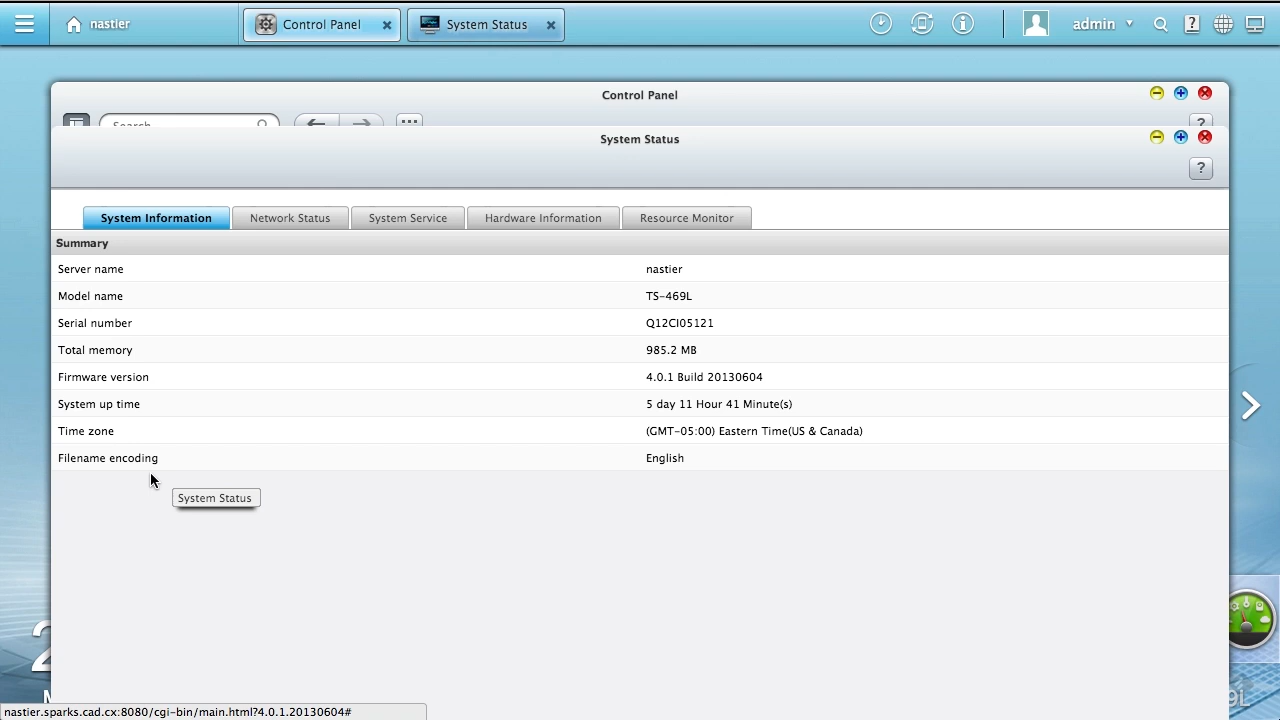 nastier
Control Panel
System Status
admin
Control Panel
Search
System Status
?
System Information
Network Status
System Service
Hardware Information
Resource Monitor
Summary
Server name nastier
Model name TS-469L
Serial number Q12CI05121
Total memory 985.2 MB
Firmware version 4.0.1 Build 20130604
System up time 5 day 11 Hour 41 Minute(s)
Time zone (GMT-05:00) Eastern Time(US & Canada)
Filename encoding English
System Status
2
nastier.sparks.cad.cx:8080/cgi-bin/main.html?4.0.1.20130604#
9L